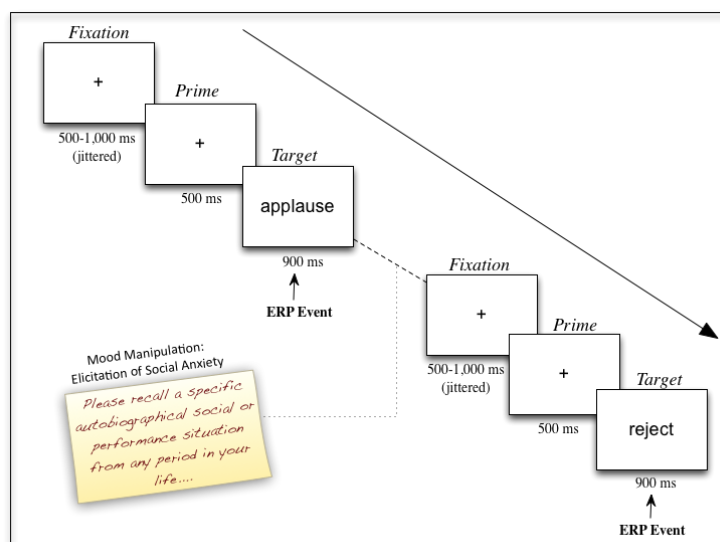 Fixation
+
500-1,000 ms
(jittered)
Prime
+
500 ms
Target
applause
900 ms
ERP Event
Mood Manipulation:
Elicitation of Social Anxiety
Please recall a specific
autobiographical social or
performance situation
from any period in your
life....
Fixation
+
500-1,000 ms
(jittered)
Prime
+
500 ms
Target
reject
900 ms
ERP Event